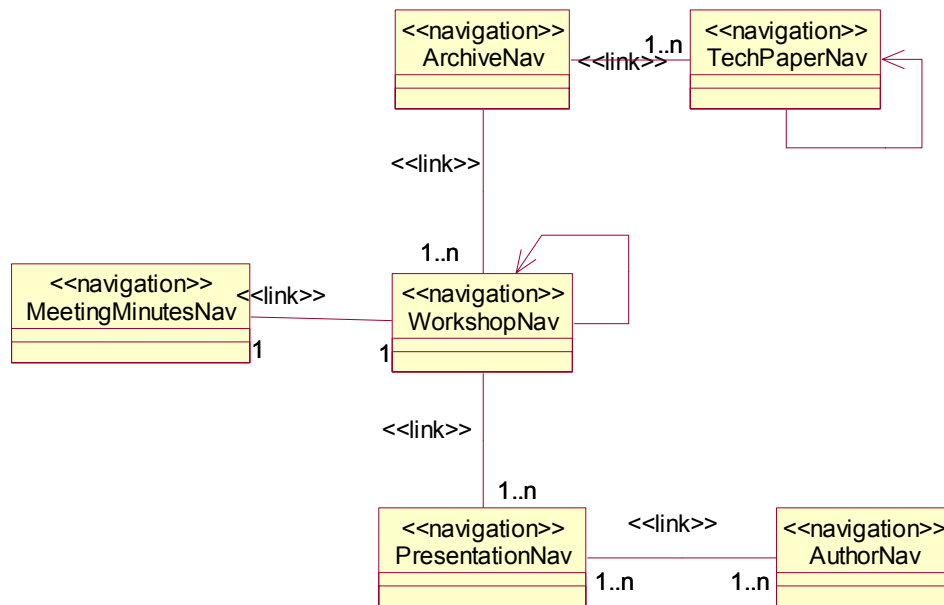 <<navigation>>
ArchiveNav
<<link>>
1..n
<<navigation>>
TechPaperNav
<<link>>
1..n
<<navigation>>
MeetingMinutesNav
<<link>>
1
1
<<navigation>>
WorkshopNav
<<link>>
1..n
<<navigation>>
PresentationNav
<<link>>
1..n
1..n
<<navigation>>
AuthorNav